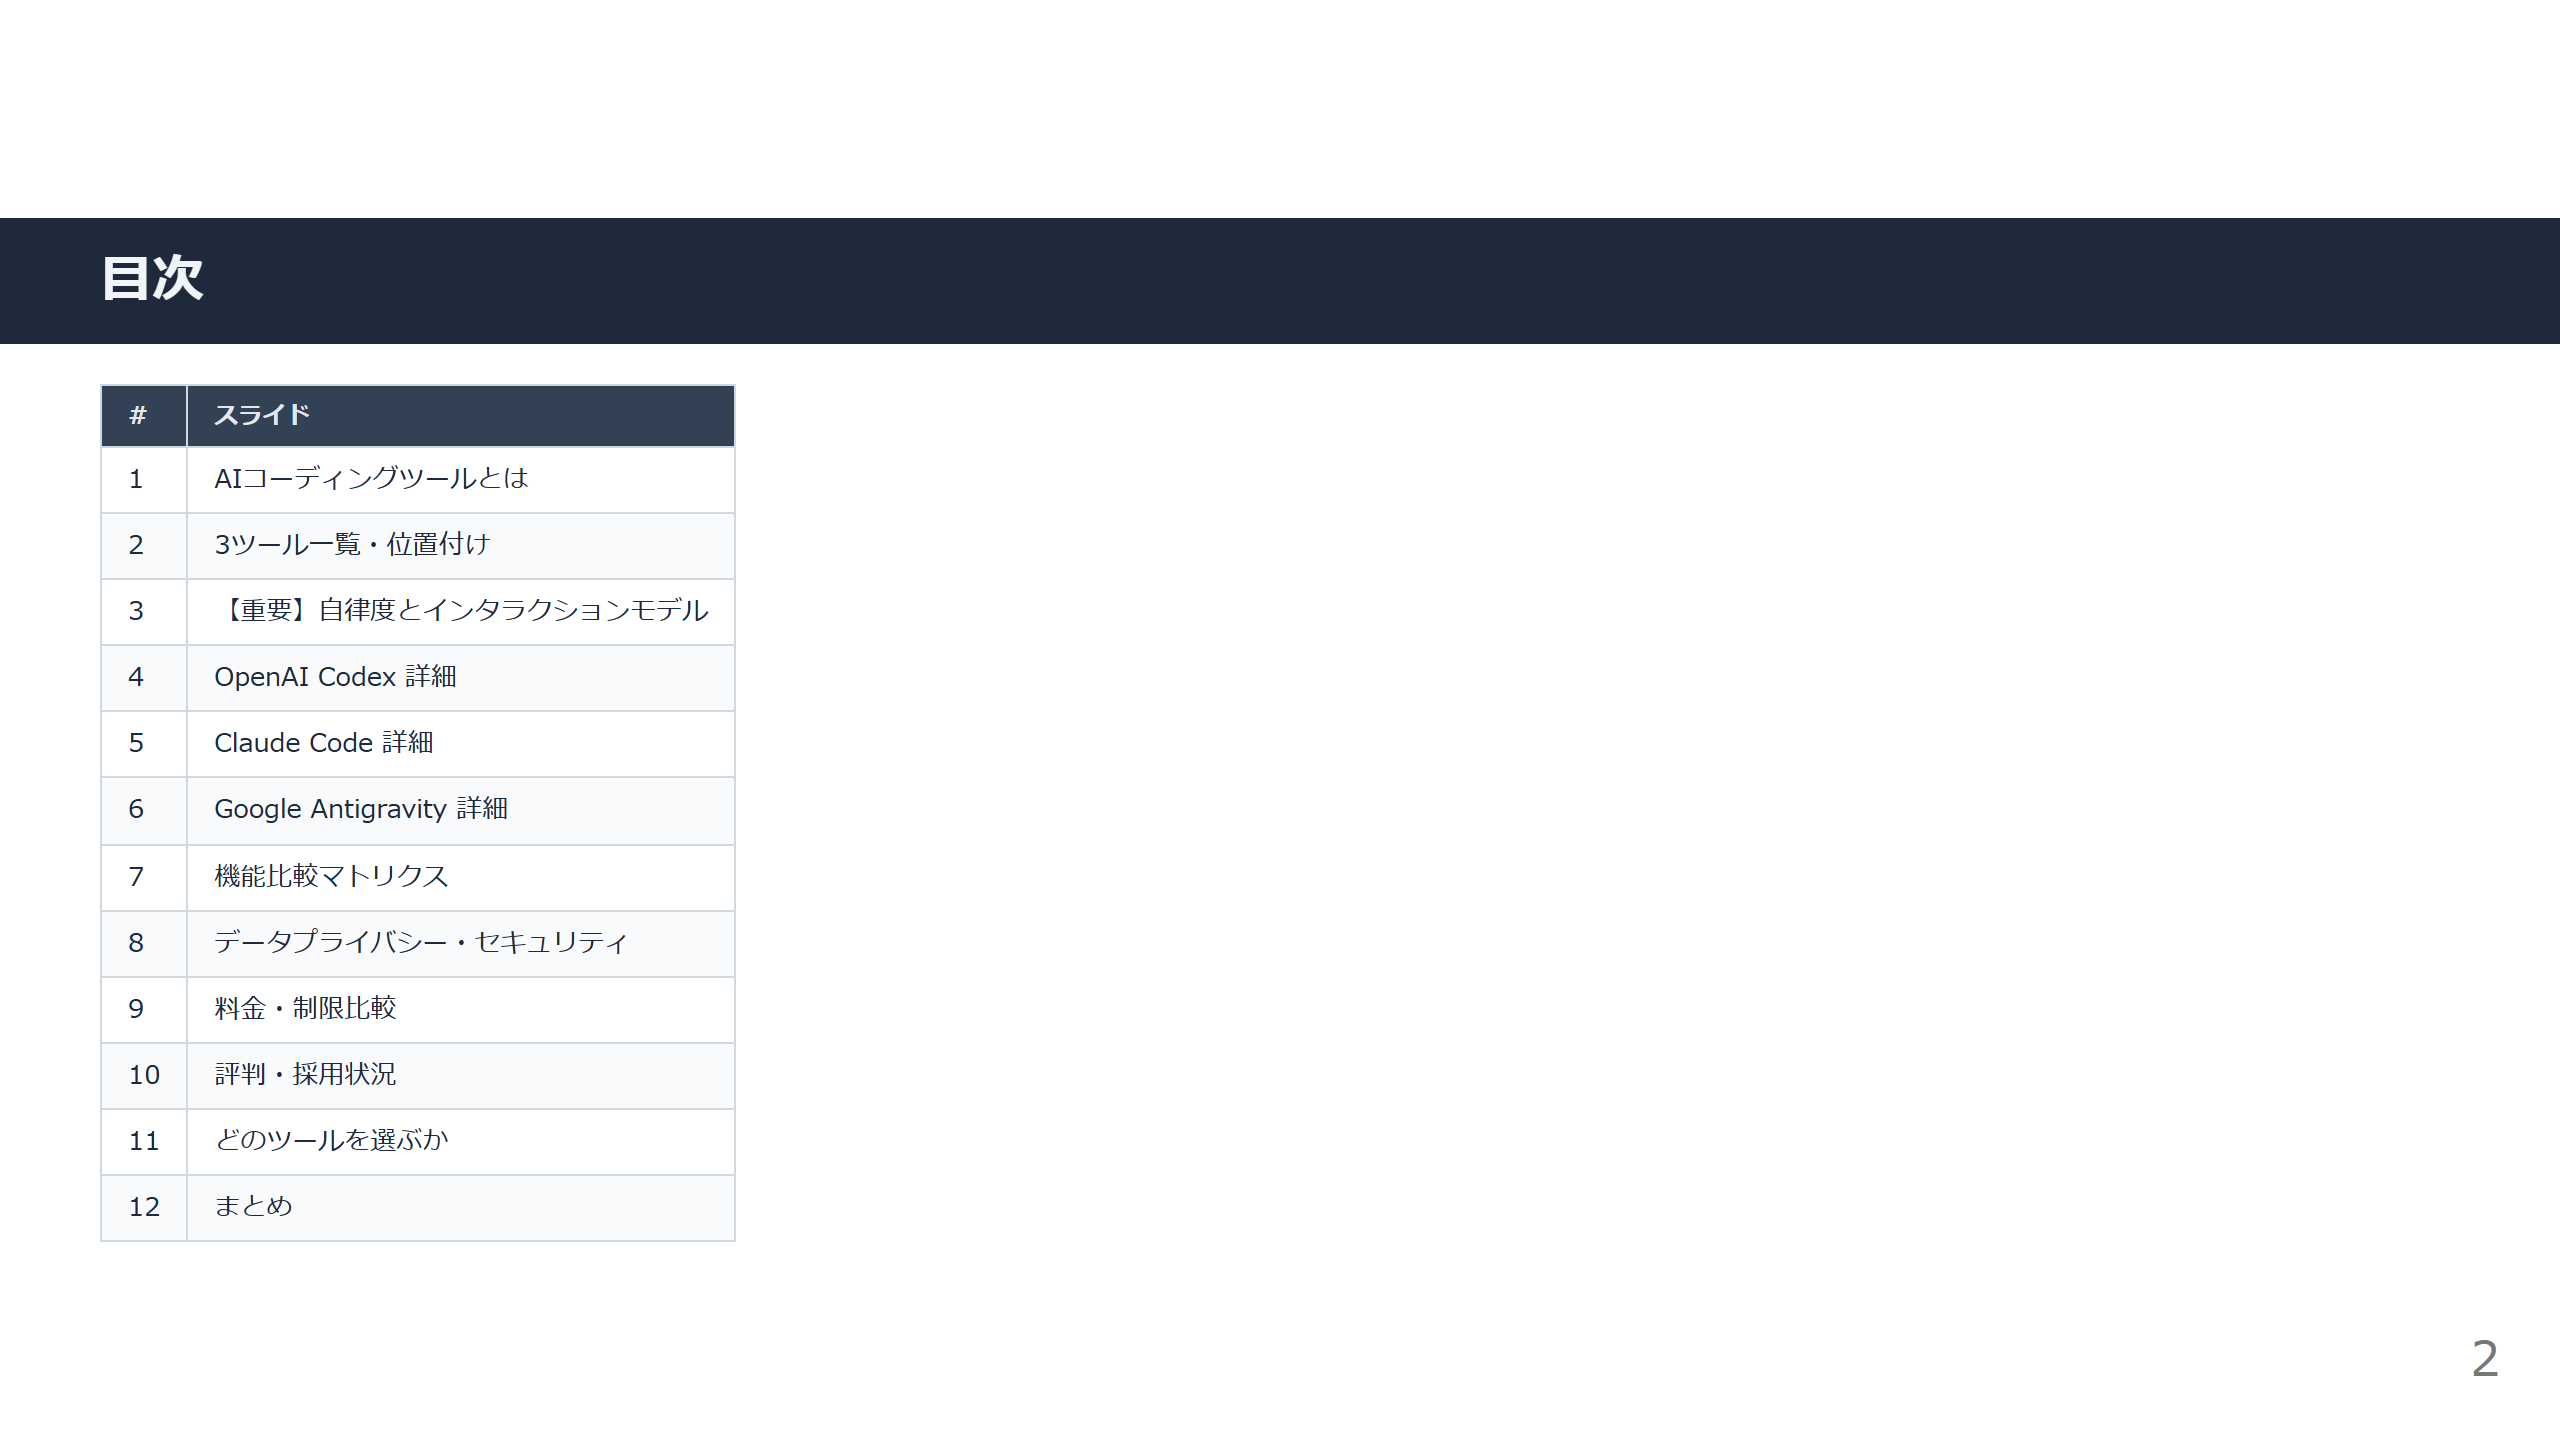 目次
# スライド
1 AIコーディングツールとは
2 3ツール一覧・位置付け
3 【重要】自律度とインタラクションモデル
4 OpenAI Codex 詳細
5 Claude Code 詳細
6 Google Antigravity 詳細
7 機能比較マトリクス
8 データプライバシー・セキュリティ
9 料金・制限比較
10 評判・採用状況
11 どのツールを選ぶか
12 まとめ
2